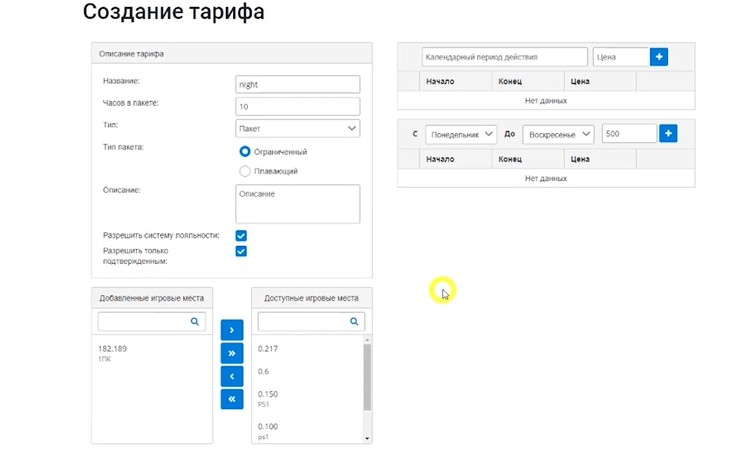 Создание тарифа
Описание тарифа
Название:
night
Часов в пакете:
10
Тип:
Пакет
Тип пакета:
Ограниченный
Плавающий
Описание:
Описание
Разрешить систему лояльности:
Разрешить только
подтвержденным:
Календарный период действия
Цена
Начало Конец Цена
Нет данных
С Понедельник До Воскресенье 500
Начало Конец Цена
Нет данных
Добавленные игровые места
182.189
1ПК
Доступные игровые места
0.217
0.6
0.150
PS1
0.100
ps1